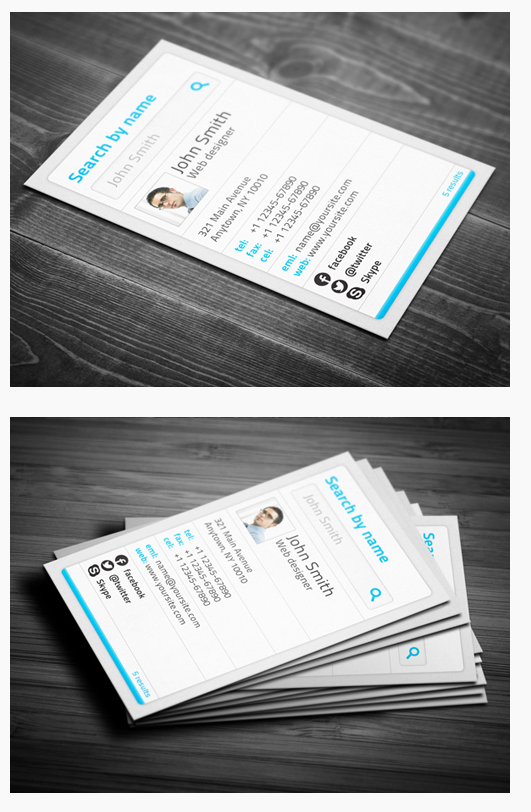 Search by name
John Smith
John Smith
Web designer
321 Main Avenue
Anytown, NY 10010
tel: +1 12345-67890
fax: +1 12345-67890
cel: +1 12345-67890
eml: name@yoursite.com
web: www.yoursite.com
facebook
@twitter
Skype
5 results
Search by name
John Smith
John Smith
Web designer
321 Main Avenue
Anytown, NY 10010
tel: +1 12345-67890
fax: +1 12345-67890
cel: +1 12345-67890
eml: name@yoursite.com
web: www.yoursite.com
facebook
@twitter
Skype
5 results